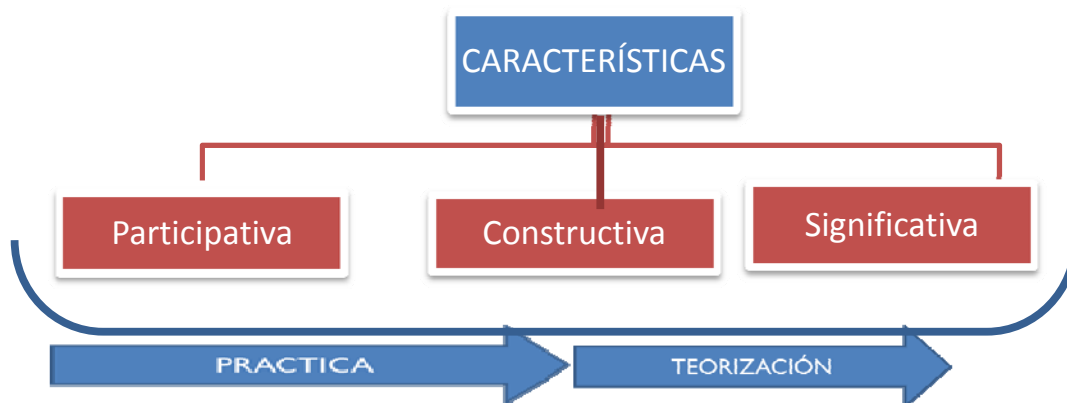 CARACTERÍSTICAS
Participativa
Constructiva
Significativa
PRACTICA
TEORIZACIÓN